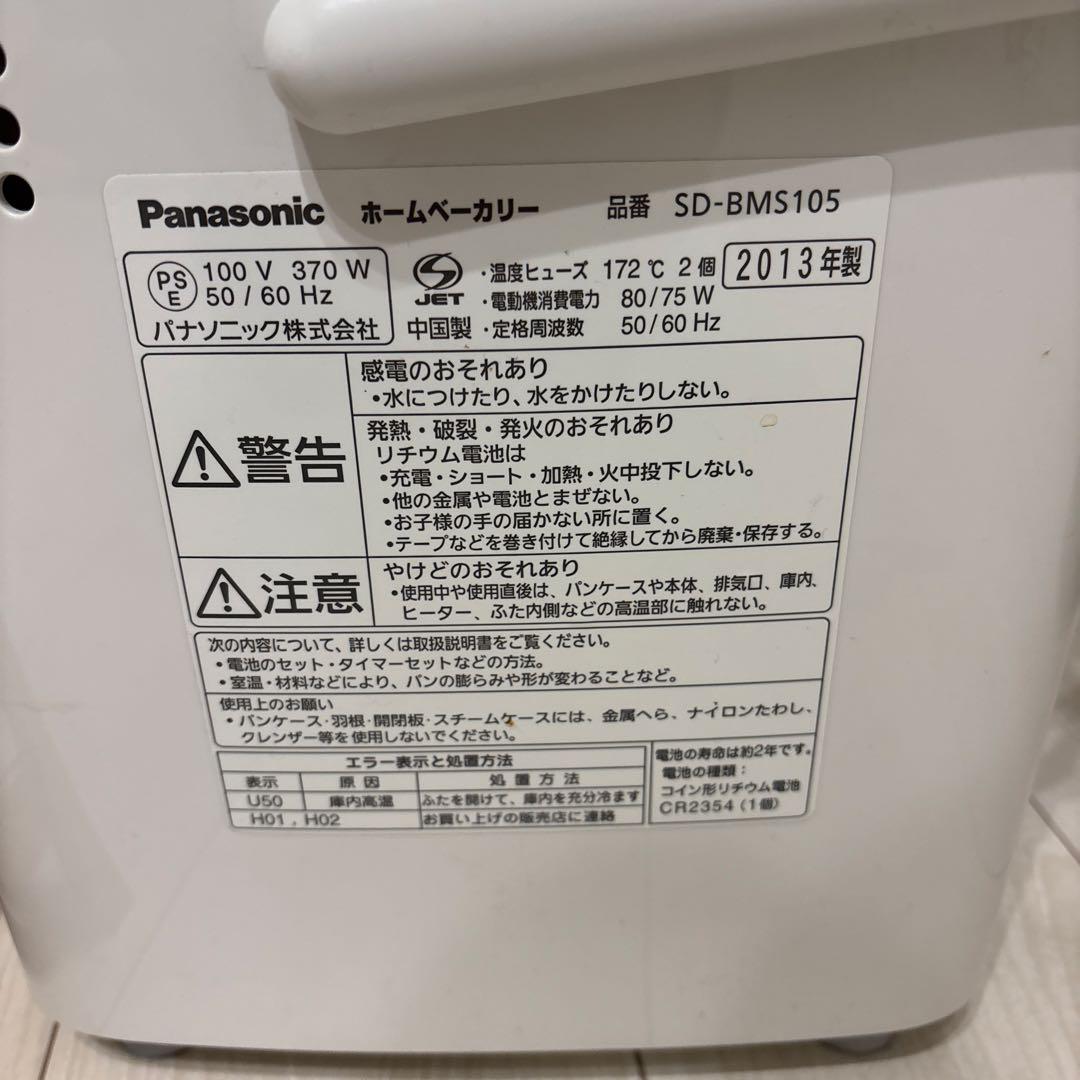 Panasonic ホームベーカリー 品番 SD-BMS105
PS E 100 V 370 W
50 / 60 Hz
パナソニック株式会社
JET
中国製
・温度ヒューズ 172℃ 2個
・電動機消費電力 80/75 W
・定格周波数 50/60 Hz
2013年製
警告
感電のおそれあり
・水につけたり、水をかけたりしない。
発熱・破裂・発火のおそれあり
リチウム電池は
・充電・ショート・加熱・火中投下しない。
・他の金属や電池とまぜない。
・お子様の手の届かない所に置く。
・テープなどを巻き付けて絶縁してから廃棄・保存する。
注意
やけどのおそれあり
・使用中や使用直後は、パンケースや本体、排気口、庫内、
ヒーター、ふた内側などの高温部に触れない。
次の内容について、詳しくは取扱説明書をご覧ください。
・電池のセット・タイマーセットなどの方法。
・室温・材料などにより、パンの膨らみや形が変わることなど。
使用上のお願い
・パンケース・羽根・開閉板・スチームケースには、金属へら、ナイロンたわし、
クレンザー等を使用しないでください。
エラー表示と処置方法
表示 原因 処置方法
U50 庫内高温 ふたを開けて、庫内を充分冷ます
H01、H02 お買い上げの販売店に連絡
電池の寿命は約2年です。
電池の種類：
コイン形リチウム電池
CR2354（1個）